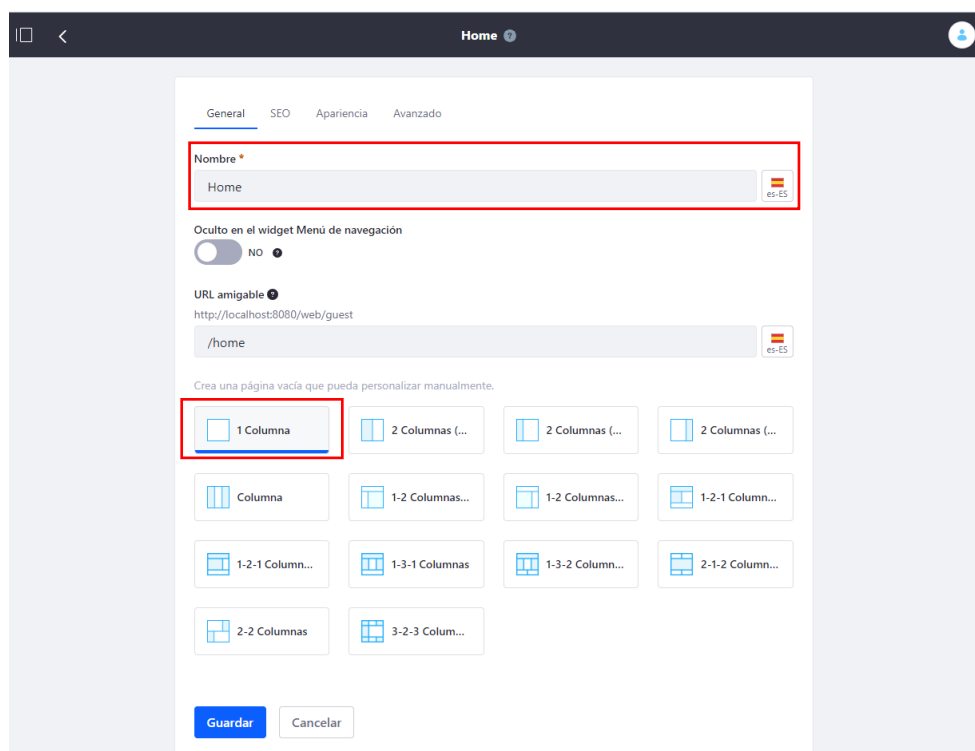 Home
General SEO Apariencia Avanzado
Nombre *
Home
es-ES
Oculto en el widget Menú de navegación
NO
URL amigable
http://localhost:8080/web/guest
/home
es-ES
Crea una página vacía que pueda personalizar manualmente.
1 Columna 2 Columnas (... 2 Columnas (... 2 Columnas (...
Columna 1-2 Columnas... 1-2 Columnas... 1-2-1 Column...
1-2-1 Column... 1-3-1 Columnas 1-3-2 Column... 2-1-2 Column...
2-2 Columnas 3-2-3 Colum...
Guardar Cancelar